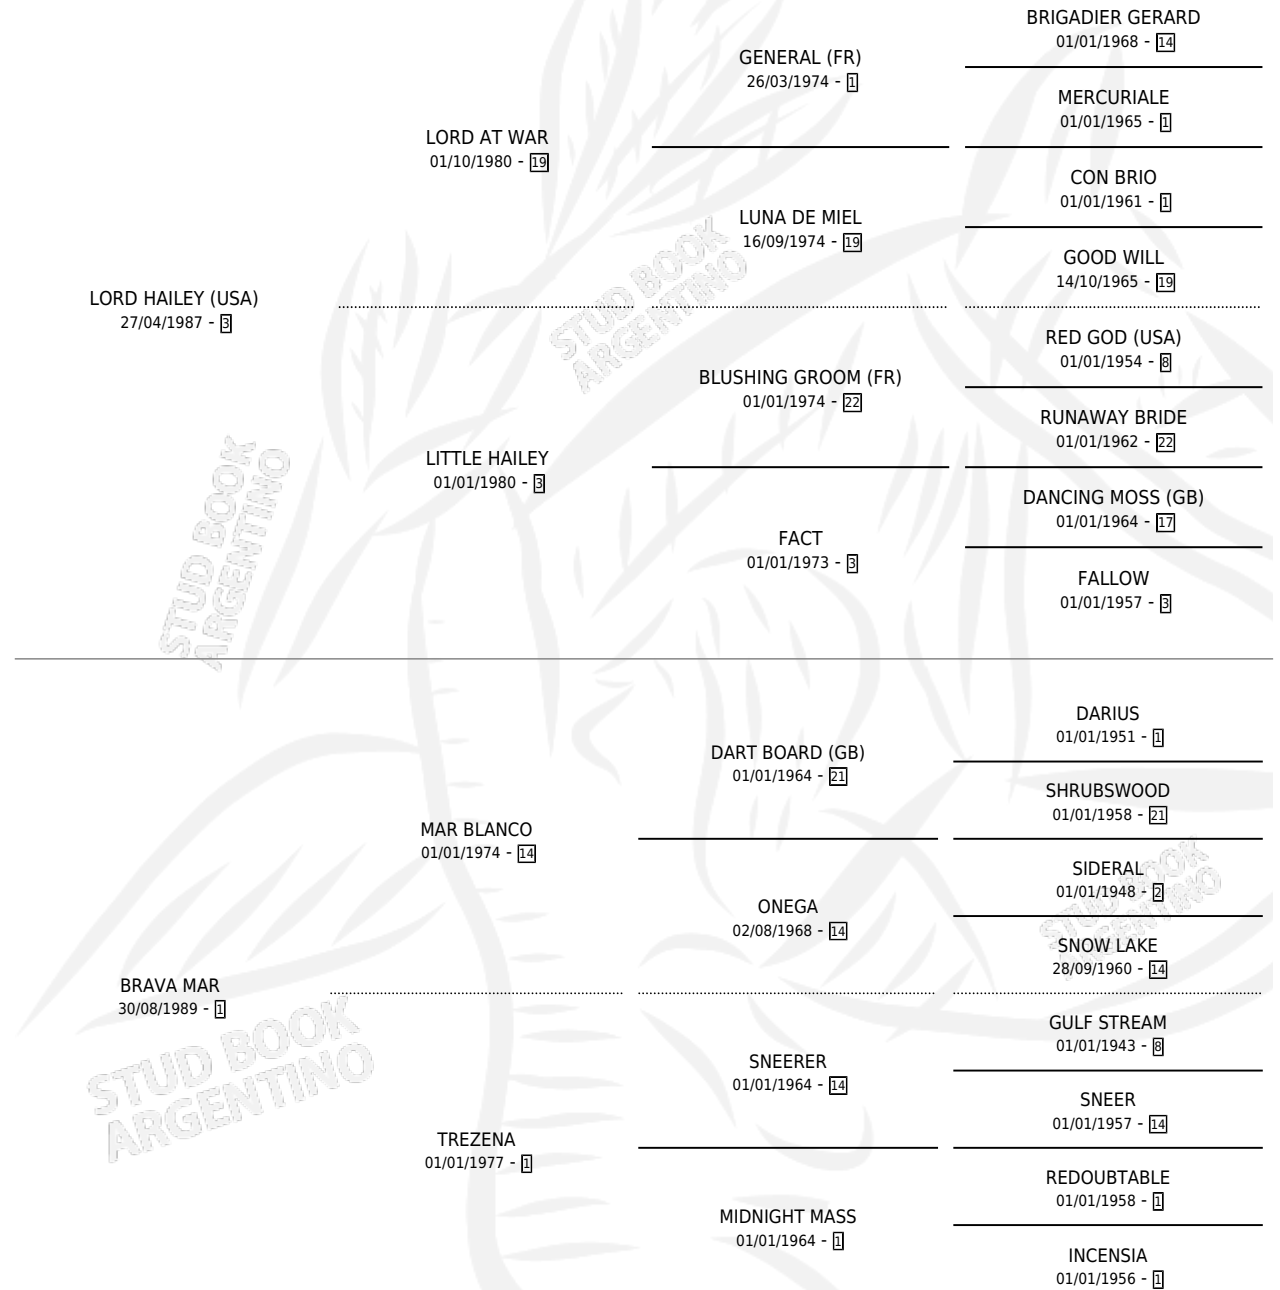 BRIGADIER GERARD
01/01/1968 - 14
GENERAL (FR)
26/03/1974 - 1
MERCURIALE
01/01/1965 - 1
LORD AT WAR
01/10/1980 - 19
CON BRIO
01/01/1961 - 1
LUNA DE MIEL
16/09/1974 - 19
GOOD WILL
14/10/1965 - 19
LORD HAILEY (USA)
27/04/1987 - 3
RED GOD (USA)
01/01/1954 - 8
BLUSHING GROOM (FR)
01/01/1974 - 22
RUNAWAY BRIDE
01/01/1962 - 22
LITTLE HAILEY
01/01/1980 - 3
DANCING MOSS (GB)
01/01/1964 - 17
FACT
01/01/1973 - 3
FALLOW
01/01/1957 - 3
DARIUS
01/01/1951 - 1
DART BOARD (GB)
01/01/1964 - 21
SHRUBSWOOD
01/01/1958 - 21
MAR BLANCO
01/01/1974 - 14
SIDERAL
01/01/1948 - 2
ONEGA
02/08/1968 - 14
SNOW LAKE
28/09/1960 - 14
BRAVA MAR
30/08/1989 - 1
GULF STREAM
01/01/1943 - 8
SNEERER
01/01/1964 - 14
SNEER
01/01/1957 - 14
TREZENA
01/01/1977 - 1
REDOUBTABLE
01/01/1958 - 1
MIDNIGHT MASS
01/01/1964 - 1
INCENSIA
01/01/1956 - 1
STUD BOOK
ARGENTINO
STUD BOOK
ARGENTINO
STUD BOOK
ARGENTINO
STUD BOOK
ARGENTINO